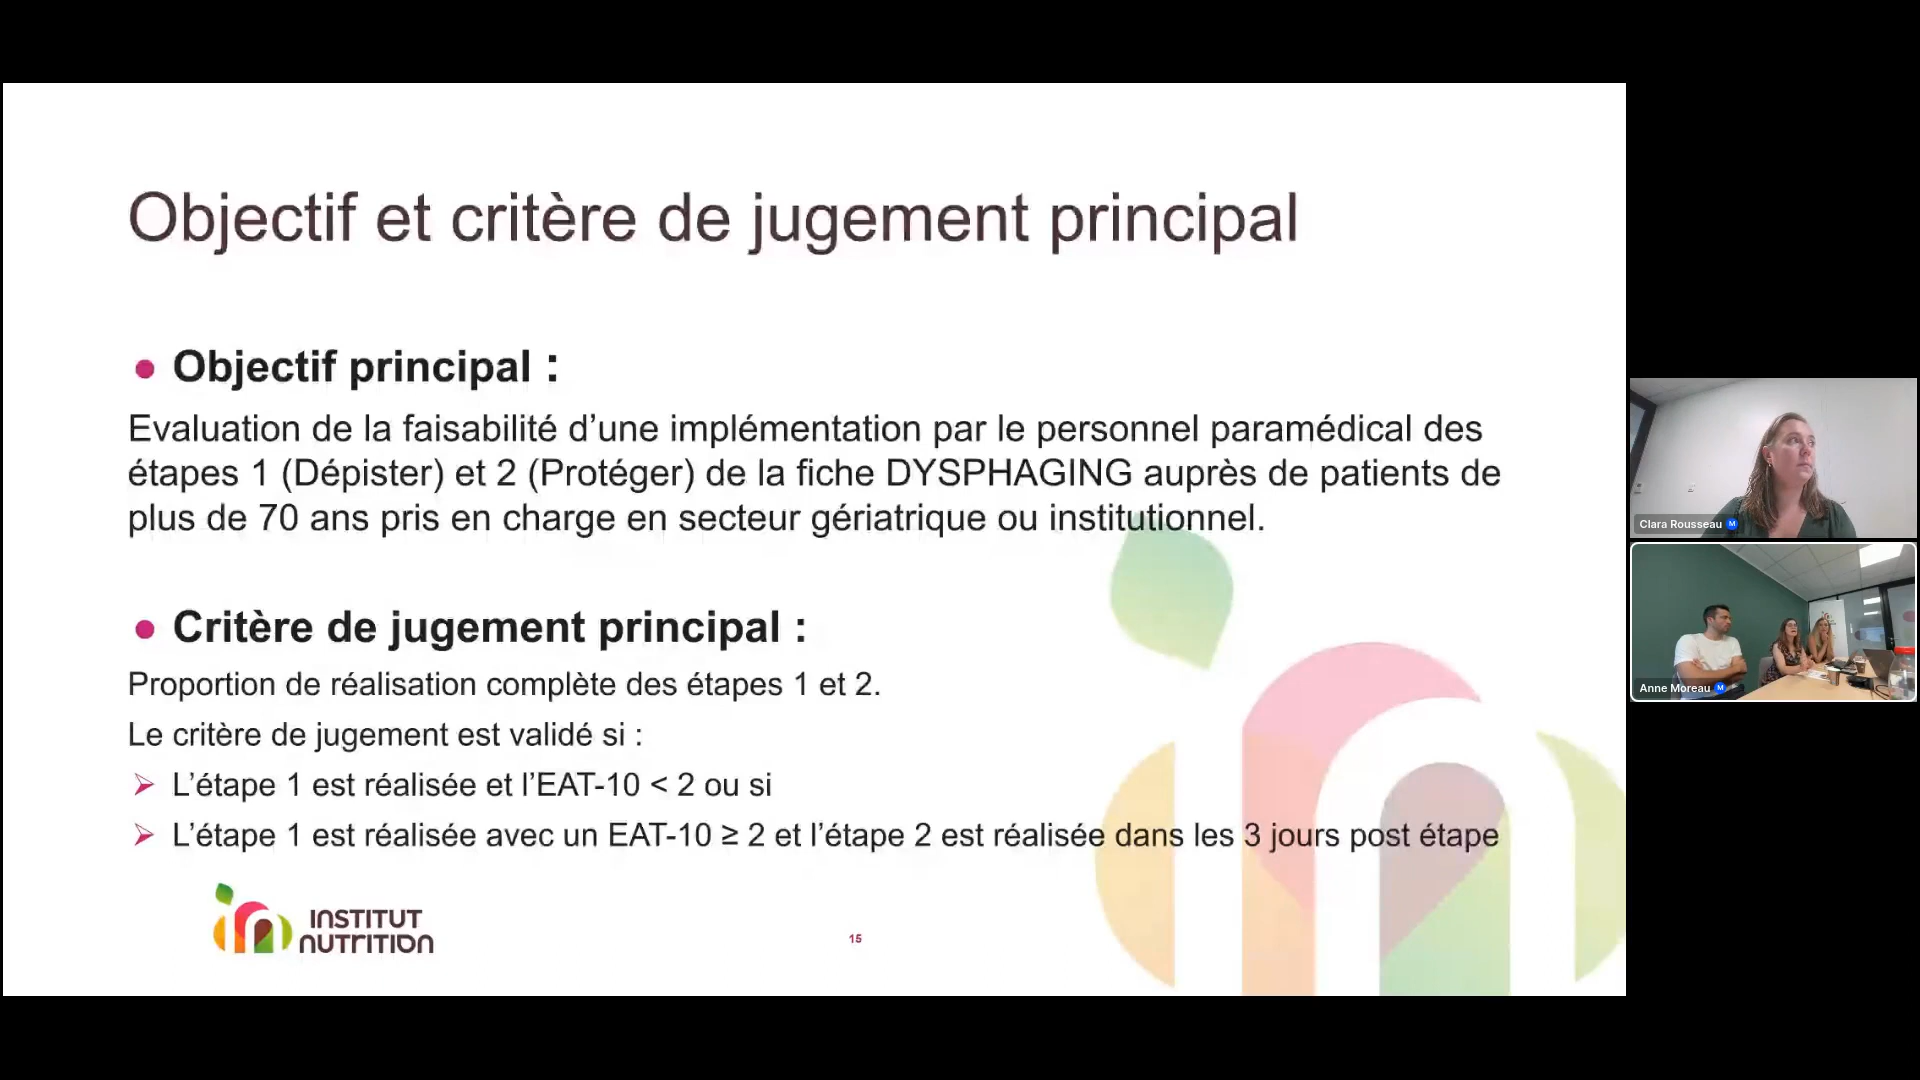 Objectif et critère de jugement principal
Objectif principal :
Evaluation de la faisabilité d’une implémentation par le personnel paramédical des
étapes 1 (Dépister) et 2 (Protéger) de la fiche DYSPHAGING auprès de patients de
plus de 70 ans pris en charge en secteur gériatrique ou institutionnel.
Critère de jugement principal :
Proportion de réalisation complète des étapes 1 et 2.
Le critère de jugement est validé si :
L’étape 1 est réalisée et l’EAT-10 < 2 ou si
L’étape 1 est réalisée avec un EAT-10 ≥ 2 et l’étape 2 est réalisée dans les 3 jours post étape
INSTITUT
NUTRITION
15
Clara Rousseau M
Anne Moreau M